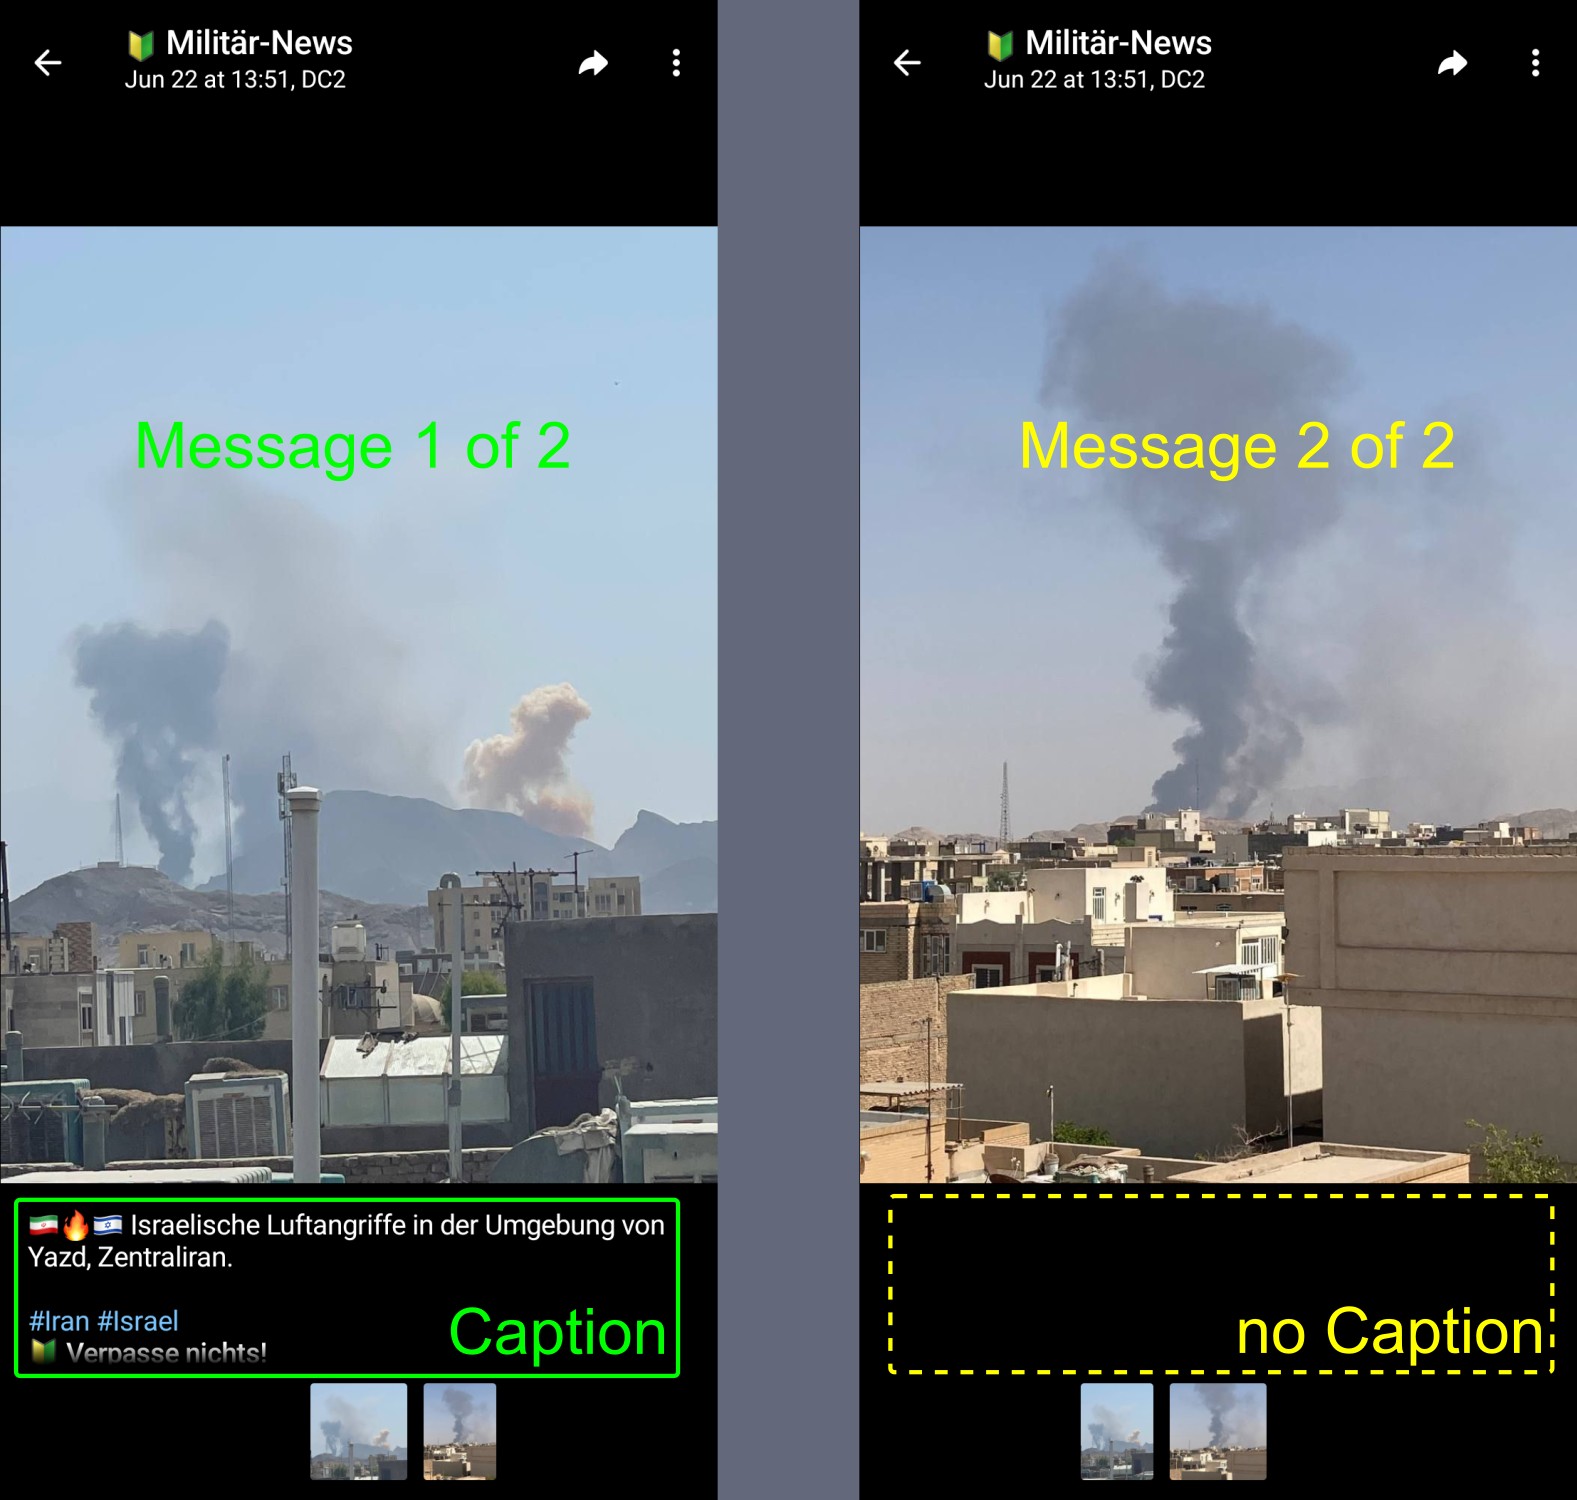 🔰 Militär-News
Jun 22 at 13:51, DC2
Message 1 of 2
🇮🇷🔥🇮🇱 Israelische Luftangriffe in der Umgebung von
Yazd, Zentraliran.
#Iran #Israel
🔰 Verpasse nichts!
Caption
🔰 Militär-News
Jun 22 at 13:51, DC2
Message 2 of 2
no Caption